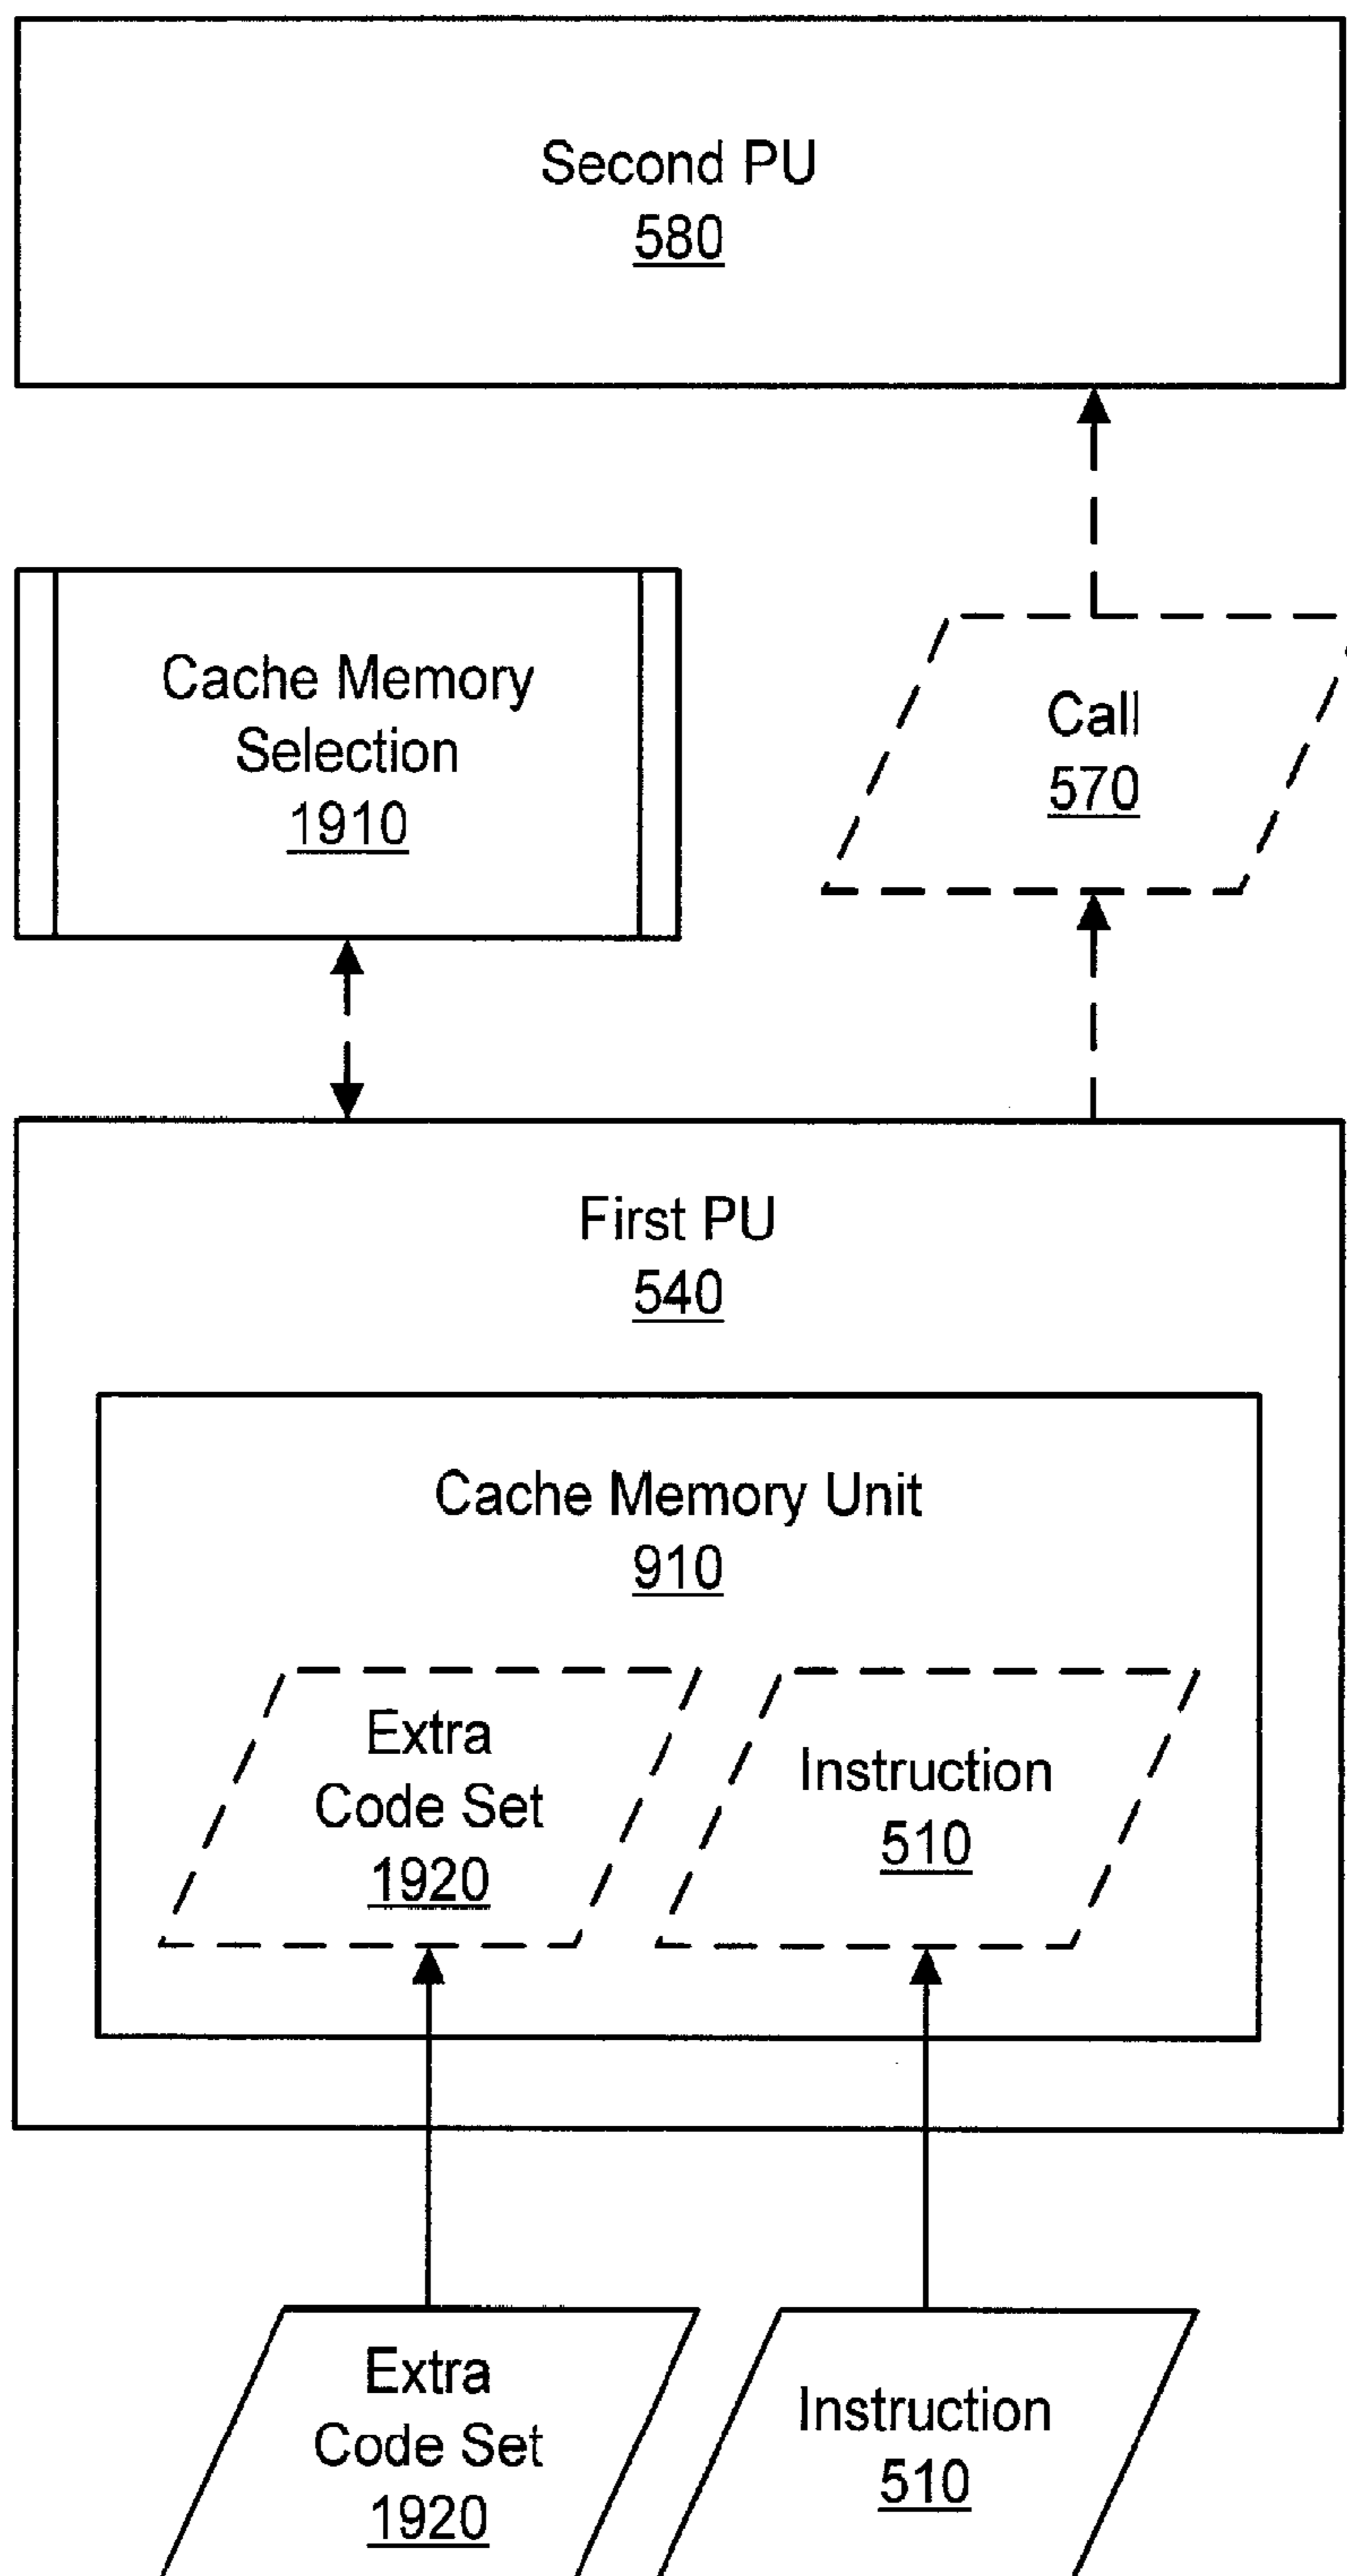 Second PU
580
Cache Memory
Selection
1910
Call
570
First PU
540
Cache Memory Unit
910
Extra
Code Set
1920
Instruction
510
Extra
Code Set
1920
Instruction
510